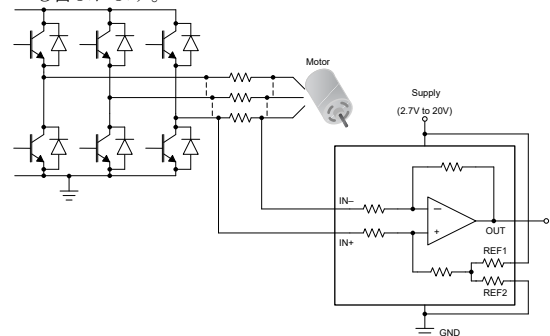 Motor
Supply
(2.7V to 20V)
IN–
IN+
–
+
OUT
REF1
REF2
GND